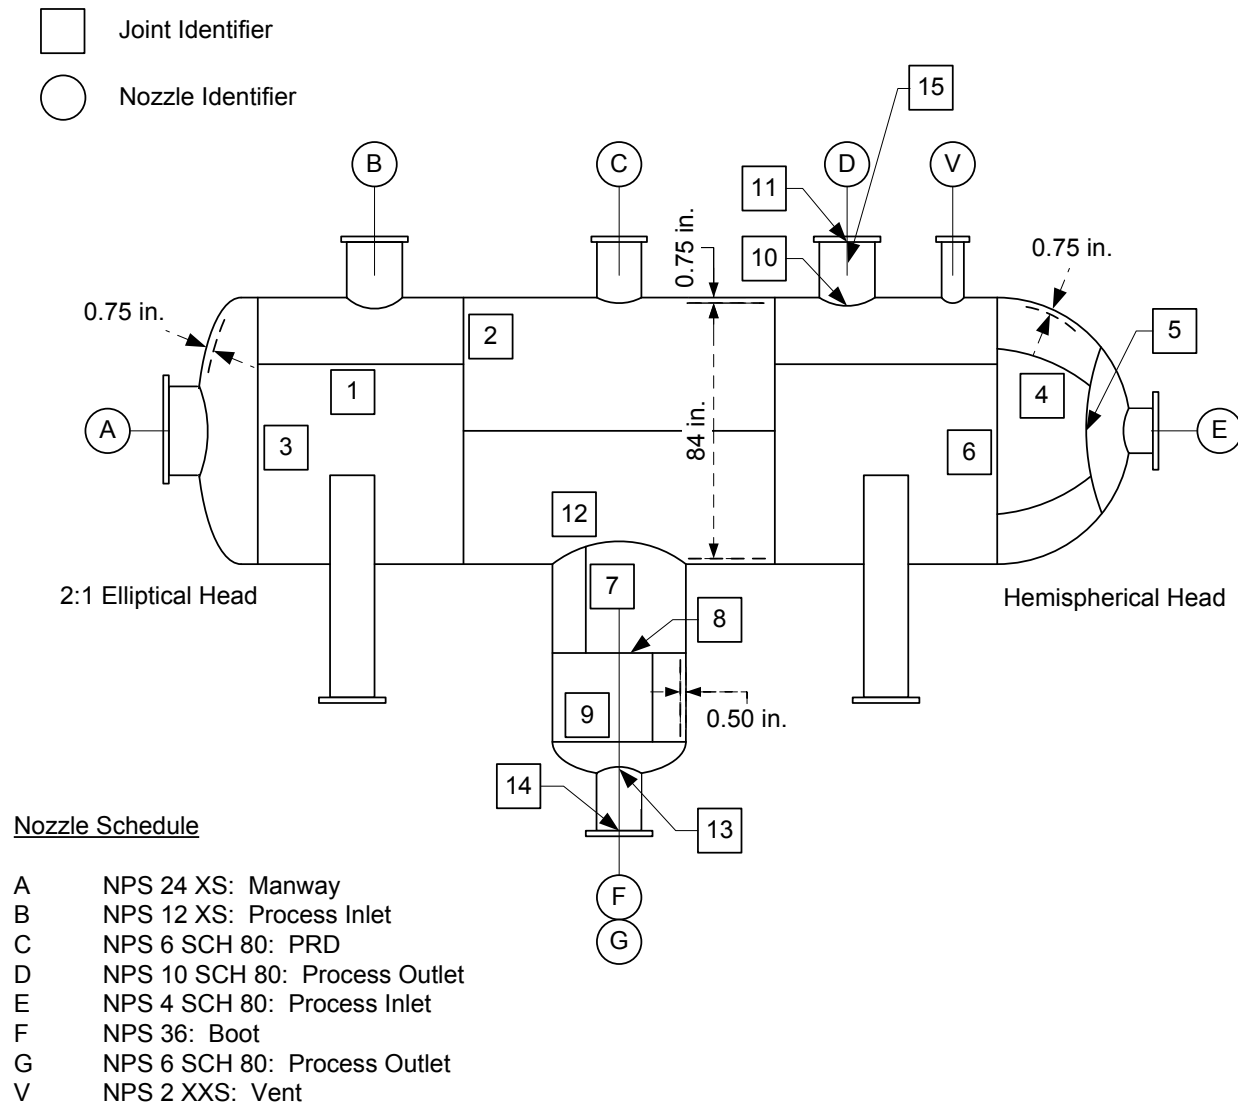 Joint Identifier
Nozzle Identifier
15
B
C
D
V
11
10
0.75 in.
0.75 in.
0.75 in.
2
5
1
4
A
3
84 in.
6
E
12
7
2:1 Elliptical Head
Hemispherical Head
8
9
0.50 in.
14
13
F
G
Nozzle Schedule
A NPS 24 XS: Manway
B NPS 12 XS: Process Inlet
C NPS 6 SCH 80: PRD
D NPS 10 SCH 80: Process Outlet
E NPS 4 SCH 80: Process Inlet
F NPS 36: Boot
G NPS 6 SCH 80: Process Outlet
V NPS 2 XXS: Vent